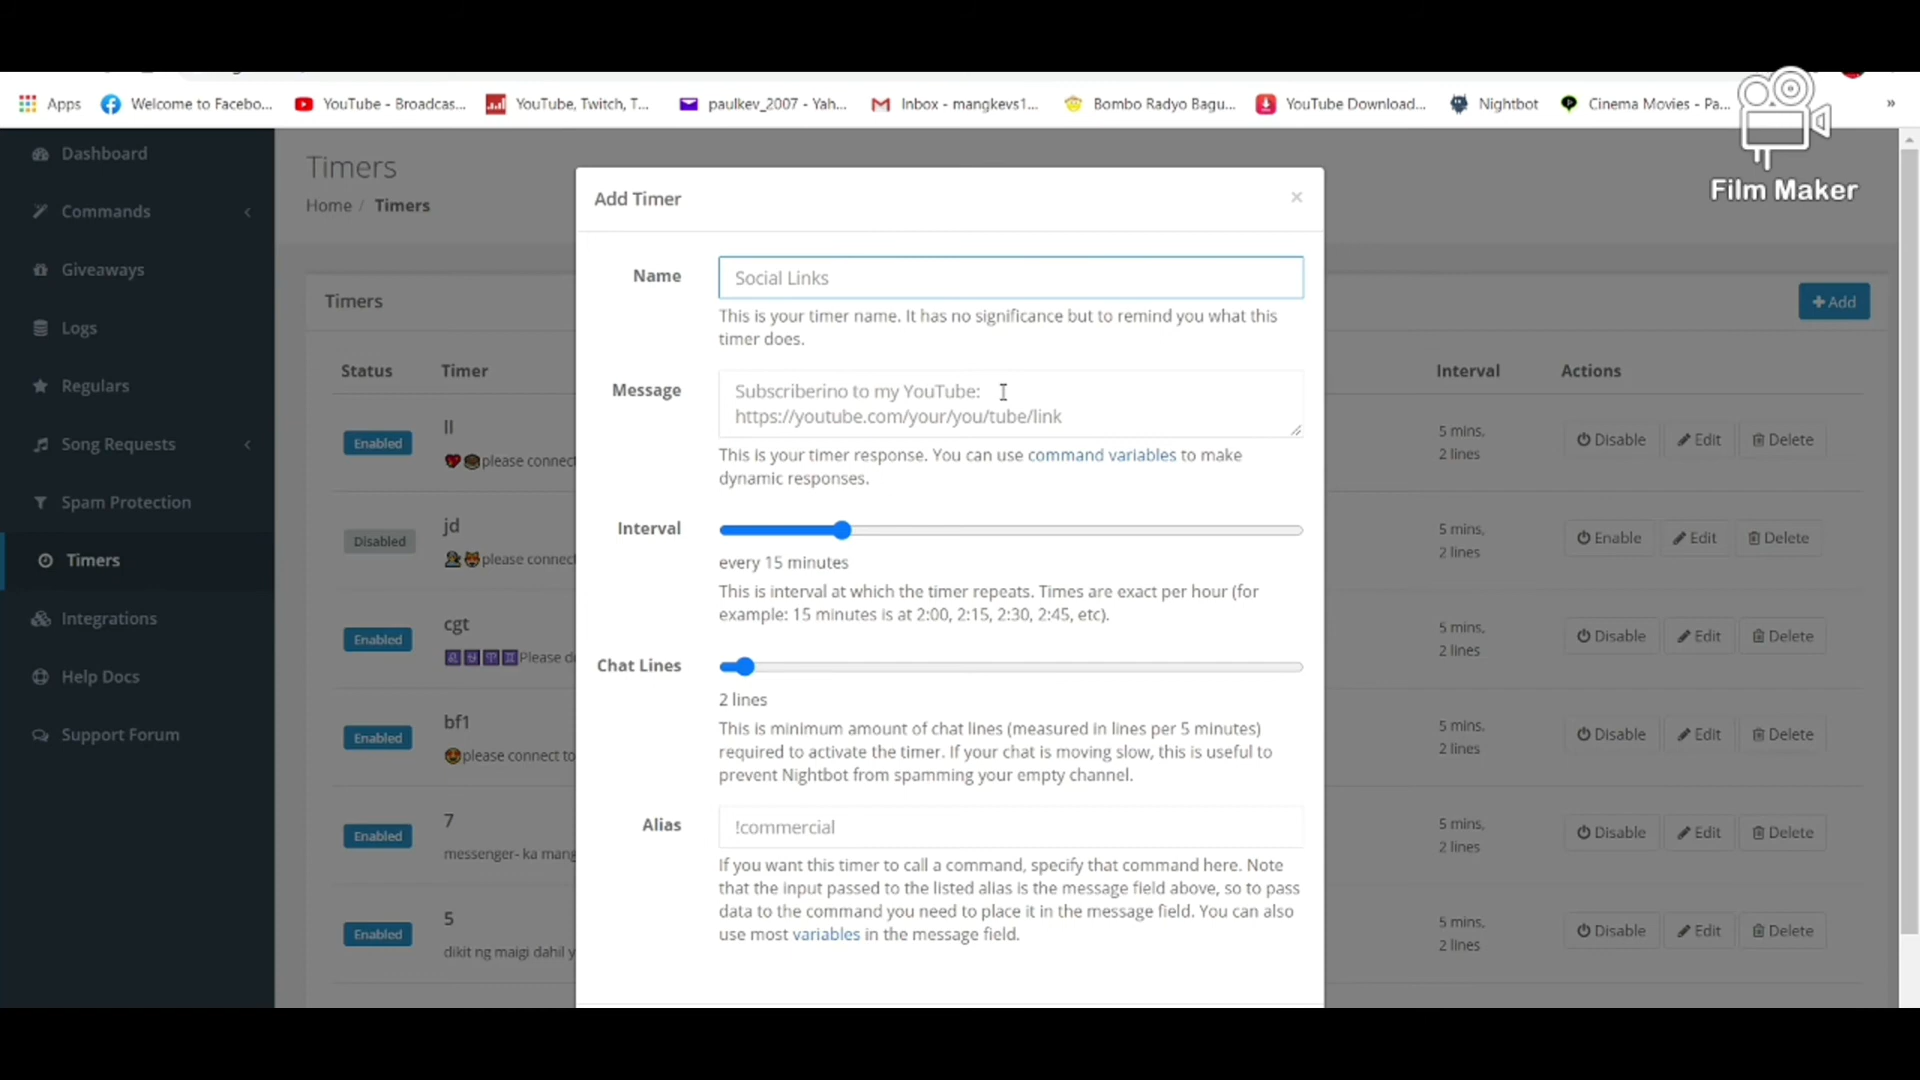 Apps
Welcome to Facebo...
YouTube - Broadcas...
YouTube, Twitch, T...
paulkev_2007 - Yah...
Inbox - mangkevs1...
Bombo Radyo Bagu...
YouTube Download...
Nightbot
Cinema Movies - Pa...
»
Film Maker
Dashboard
Commands
Giveaways
Logs
Regulars
Song Requests
Spam Protection
Timers
Integrations
Help Docs
Support Forum
Timers
Home / Timers
Timers
+ Add
Status Timer Interval Actions
Enabled
ll
please connect
5 mins,
2 lines
Disable Edit Delete
Disabled
jd
please connec
5 mins,
2 lines
Enable Edit Delete
Enabled
cgt
Please d
5 mins,
2 lines
Disable Edit Delete
Enabled
bf1
please connect to
5 mins,
2 lines
Disable Edit Delete
Enabled
7
messenger- ka mang
5 mins,
2 lines
Disable Edit Delete
Enabled
5
dikit ng maigi dahil y
5 mins,
2 lines
Disable Edit Delete
Add Timer ×
Name
Social Links
This is your timer name. It has no significance but to remind you what this
timer does.
Message
Subscriberino to my YouTube:
https://youtube.com/your/you/tube/link
This is your timer response. You can use command variables to make
dynamic responses.
Interval
every 15 minutes
This is interval at which the timer repeats. Times are exact per hour (for
example: 15 minutes is at 2:00, 2:15, 2:30, 2:45, etc).
Chat Lines
2 lines
This is minimum amount of chat lines (measured in lines per 5 minutes)
required to activate the timer. If your chat is moving slow, this is useful to
prevent Nightbot from spamming your empty channel.
Alias
!commercial
If you want this timer to call a command, specify that command here. Note
that the input passed to the listed alias is the message field above, so to pass
data to the command you need to place it in the message field. You can also
use most variables in the message field.